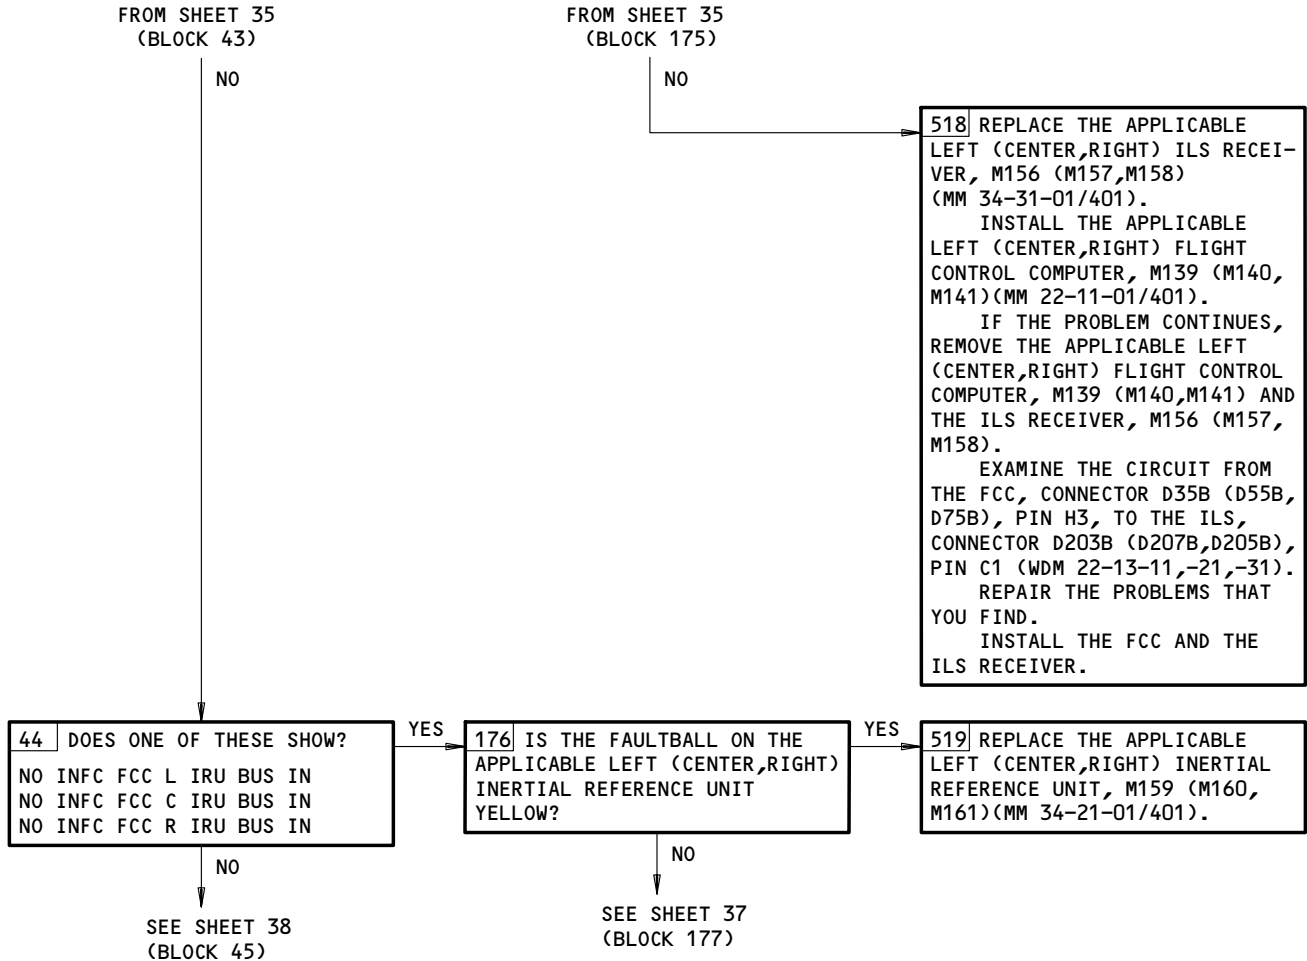 FROM SHEET 35
(BLOCK 43)
NO
FROM SHEET 35
(BLOCK 175)
NO
518 REPLACE THE APPLICABLE
LEFT (CENTER,RIGHT) ILS RECEI-
VER, M156 (M157,M158)
(MM 34-31-01/401).
INSTALL THE APPLICABLE
LEFT (CENTER,RIGHT) FLIGHT
CONTROL COMPUTER, M139 (M140,
M141)(MM 22-11-01/401).
IF THE PROBLEM CONTINUES,
REMOVE THE APPLICABLE LEFT
(CENTER,RIGHT) FLIGHT CONTROL
COMPUTER, M139 (M140,M141) AND
THE ILS RECEIVER, M156 (M157,
M158).
EXAMINE THE CIRCUIT FROM
THE FCC, CONNECTOR D35B (D55B,
D75B), PIN H3, TO THE ILS,
CONNECTOR D203B (D207B,D205B),
PIN C1 (WDM 22-13-11,-21,-31).
REPAIR THE PROBLEMS THAT
YOU FIND.
INSTALL THE FCC AND THE
ILS RECEIVER.
44 DOES ONE OF THESE SHOW?
NO INFC FCC L IRU BUS IN
NO INFC FCC C IRU BUS IN
NO INFC FCC R IRU BUS IN
YES
176 IS THE FAULTBALL ON THE
APPLICABLE LEFT (CENTER,RIGHT)
INERTIAL REFERENCE UNIT
YELLOW?
YES
519 REPLACE THE APPLICABLE
LEFT (CENTER,RIGHT) INERTIAL
REFERENCE UNIT, M159 (M160,
M161)(MM 34-21-01/401).
NO
SEE SHEET 38
(BLOCK 45)
NO
SEE SHEET 37
(BLOCK 177)